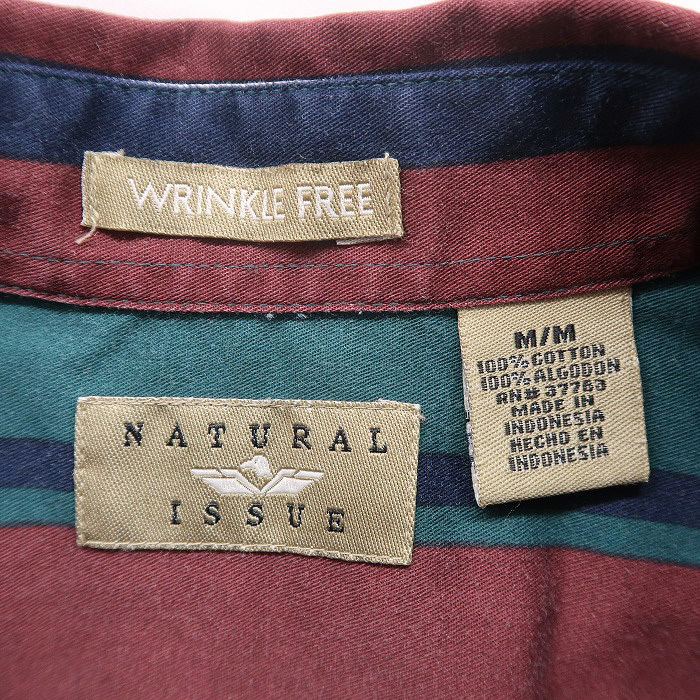 WRINKLE FREE
M/M
100% COTTON
100% ALGODON
RN# 37763
MADE IN
INDONESIA
HECHO EN
INDONESIA
NATURAL
ISSUE